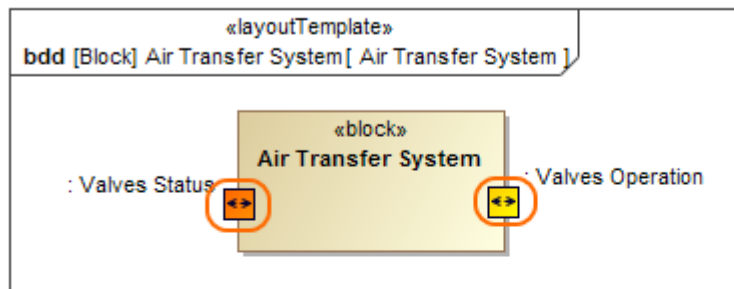 «layoutTemplate»
bdd [Block] Air Transfer System[ Air Transfer System ]
«block»
Air Transfer System
: Valves Status
: Valves Operation